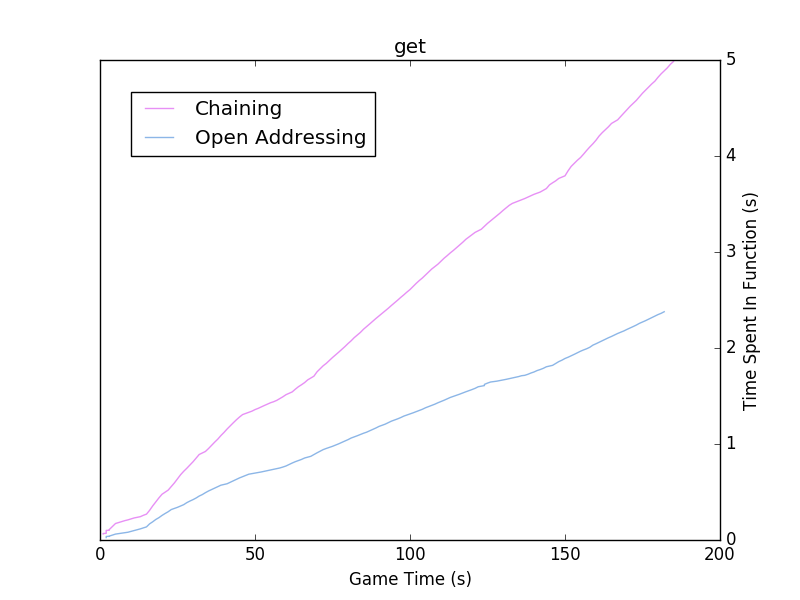 get
Chaining
Open Addressing
5
4
3
2
1
0
Time Spent In Function (s)
0 50 100 150 200
Game Time (s)